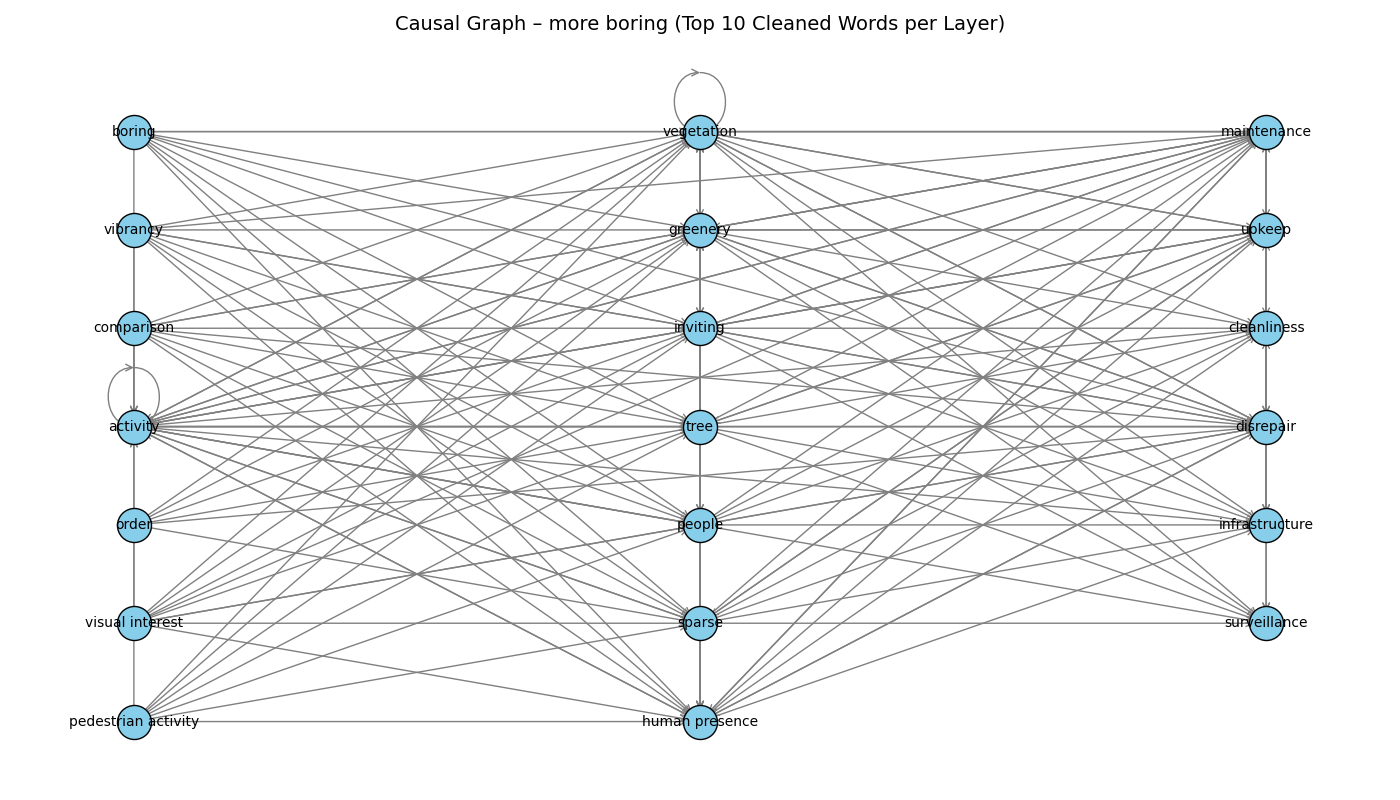 Causal Graph – more boring (Top 10 Cleaned Words per Layer)
boring
vegetation
maintenance
vibrancy
greenery
upkeep
comparison
inviting
cleanliness
activity
tree
disrepair
order
people
infrastructure
visual interest
sparse
surveillance
pedestrian activity
human presence